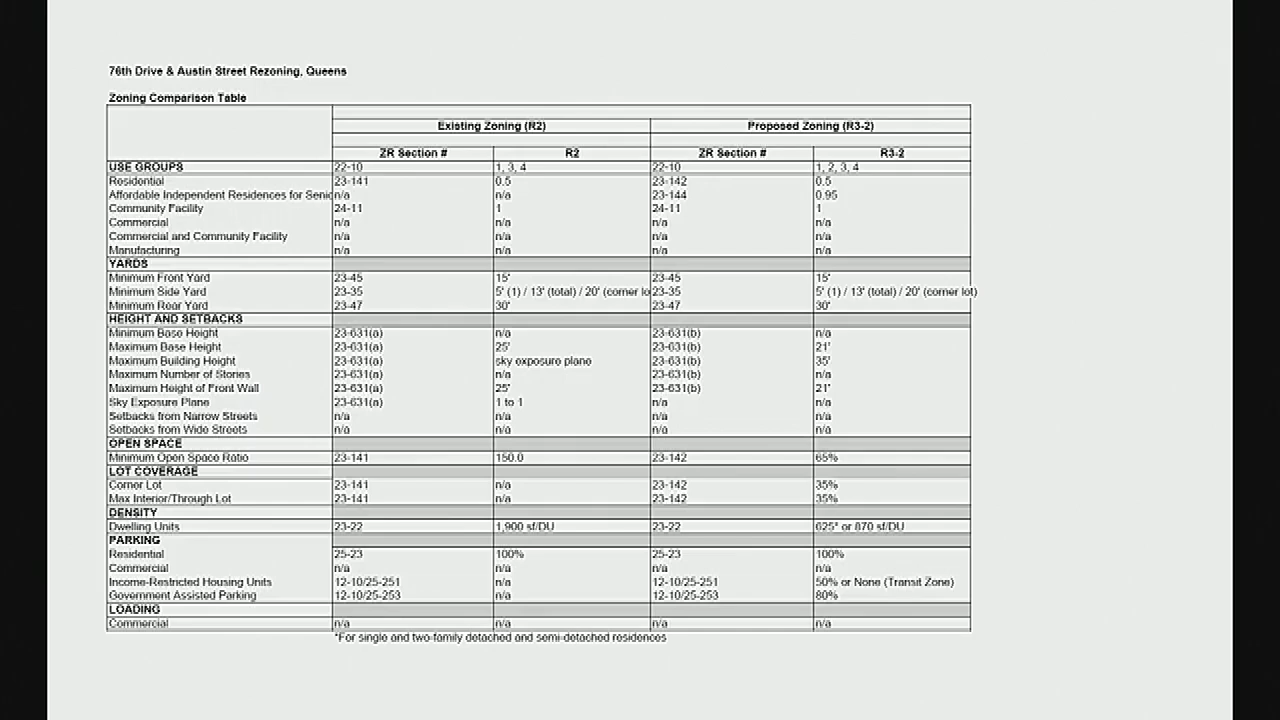 76th Drive & Austin Street Rezoning, Queens
Zoning Comparison Table
Existing Zoning (R2) Proposed Zoning (R3-2)
ZR Section # R2 ZR Section # R3-2
USE GROUPS 22-10 1, 3, 4 22-10 1, 2, 3, 4
Residential 23-141 0.5 23-142 0.5
Affordable Independent Residences for Senio n/a n/a 23-144 0.95
Community Facility 24-11 1 24-11 1
Commercial n/a n/a n/a n/a
Commercial and Community Facility n/a n/a n/a n/a
Manufacturing n/a n/a n/a n/a
YARDS
Minimum Front Yard 23-45 15' 23-45 15'
Minimum Side Yard 23-35 5' (1) / 13' (total) / 20' (corner lo 23-35 5' (1) / 13' (total) / 20' (corner lot)
Minimum Rear Yard 23-47 30' 23-47 30'
HEIGHT AND SETBACKS
Minimum Base Height 23-631(a) n/a 23-631(b) n/a
Maximum Base Height 23-631(a) 25' 23-631(b) 21'
Maximum Building Height 23-631(a) sky exposure plane 23-631(b) 35'
Maximum Number of Stories 23-631(a) n/a 23-631(b) n/a
Maximum Height of Front Wall 23-631(a) 25' 23-631(b) 21'
Sky Exposure Plane 23-631(a) 1 to 1 n/a n/a
Setbacks from Narrow Streets n/a n/a n/a n/a
Setbacks from Wide Streets n/a n/a n/a n/a
OPEN SPACE
Minimum Open Space Ratio 23-141 150.0 23-142 65%
LOT COVERAGE
Corner Lot 23-141 n/a 23-142 35%
Max Interior/Through Lot 23-141 n/a 23-142 35%
DENSITY
Dwelling Units 23-22 1,900 sf/DU 23-22 625* or 870 sf/DU
PARKING
Residential 25-23 100% 25-23 100%
Commercial n/a n/a n/a n/a
Income-Restricted Housing Units 12-10/25-251 n/a 12-10/25-251 50% or None (Transit Zone)
Government Assisted Parking 12-10/25-253 n/a 12-10/25-253 80%
LOADING
Commercial n/a n/a n/a n/a
*For single and two-family detached and semi-detached residences